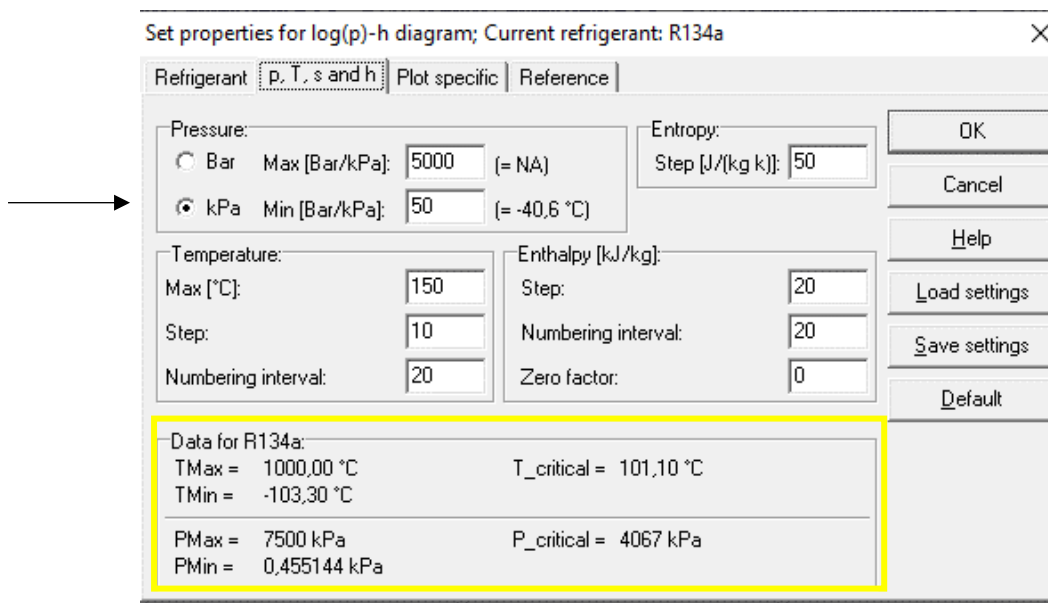 Set properties for log(p)-h diagram; Current refrigerant: R134a
Refrigerant p, T, s and h Plot specific Reference
Pressure:
Bar Max [Bar/kPa]: 5000 (= NA)
kPa Min [Bar/kPa]: 50 (= -40,6 °C)
Entropy:
Step [J/(kg k)]: 50
OK
Cancel
Help
Load settings
Save settings
Default
Temperature:
Max [°C]: 150
Step: 10
Numbering interval: 20
Enthalpy [kJ/kg]:
Step: 20
Numbering interval: 20
Zero factor: 0
Data for R134a:
TMax = 1000,00 °C T_critical = 101,10 °C
TMin = -103,30 °C
PMax = 7500 kPa P_critical = 4067 kPa
PMin = 0,455144 kPa